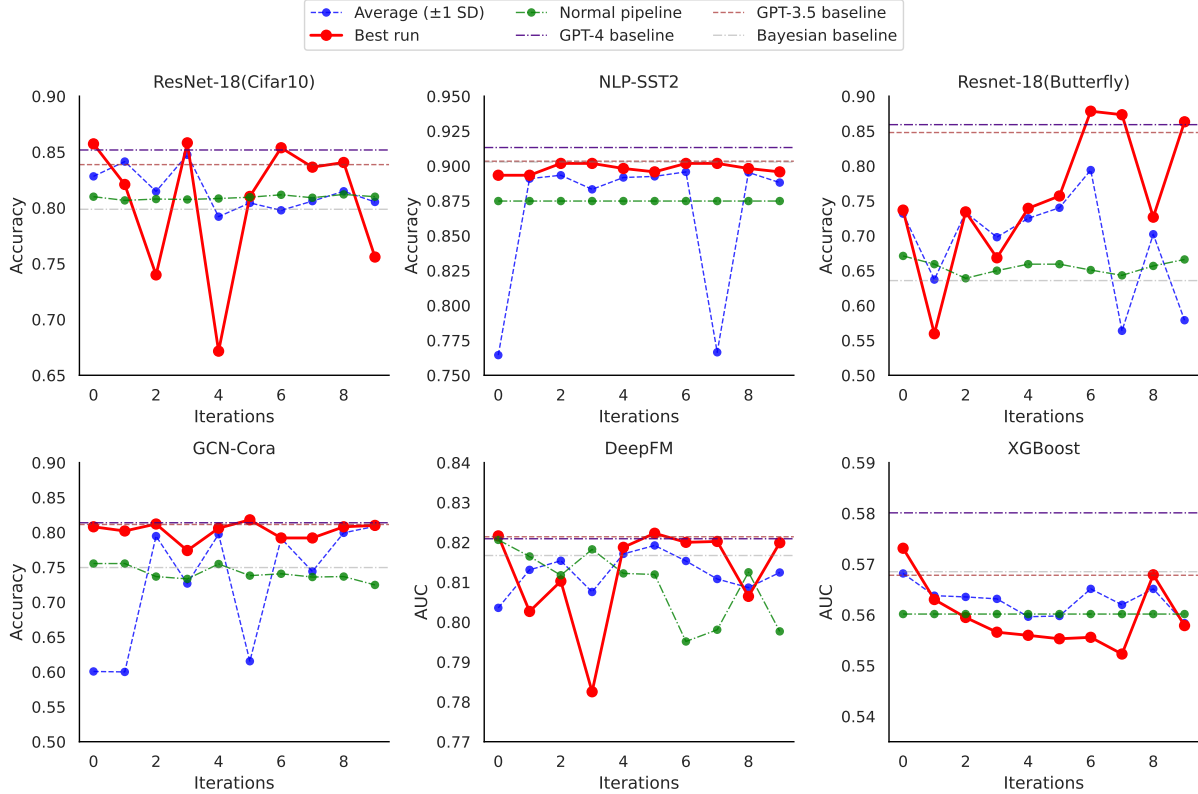 Average (±1 SD) Normal pipeline GPT-3.5 baseline
Best run GPT-4 baseline Bayesian baseline
ResNet-18(Cifar10)
0.90
0.85
0.80
0.75
0.70
0.65
Accuracy
0 2 4 6 8
Iterations
NLP-SST2
0.950
0.925
0.900
0.875
0.850
0.825
0.800
0.775
0.750
Accuracy
0 2 4 6 8
Iterations
Resnet-18(Butterfly)
0.90
0.85
0.80
0.75
0.70
0.65
0.60
0.55
0.50
Accuracy
0 2 4 6 8
Iterations
GCN-Cora
0.90
0.85
0.80
0.75
0.70
0.65
0.60
0.55
0.50
Accuracy
0 2 4 6 8
Iterations
DeepFM
0.84
0.83
0.82
0.81
0.80
0.79
0.78
0.77
AUC
0 2 4 6 8
Iterations
XGBoost
0.59
0.58
0.57
0.56
0.55
0.54
AUC
0 2 4 6 8
Iterations